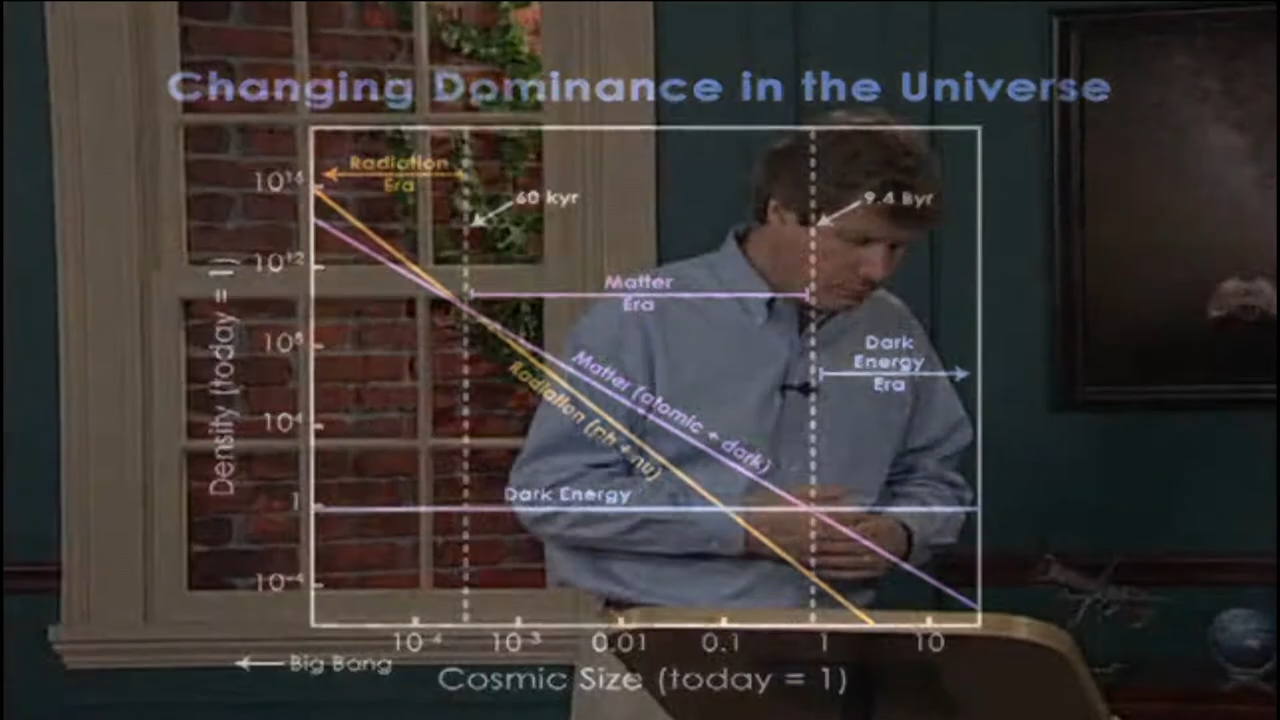 Changing Dominance in the Universe
Radiation
Era
60 kyr
9.4 Byr
Matter
Era
Dark
Energy
Era
Matter (atomic + dark)
Radiation (ph + nu)
Dark Energy
Density (today = 1)
10¹⁶
10¹²
10⁸
10⁴
1
10⁻⁴
10⁻⁴
10⁻³
0.01
0.1
1
10
Big Bang
Cosmic Size (today = 1)